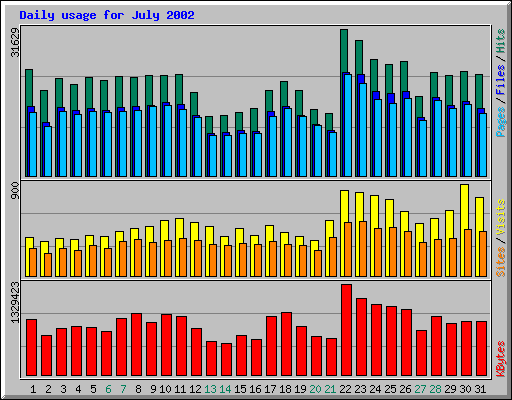 Daily usage for July 2002
31629
Pages / Files / Hits
900
Sites / Visits
1329423
KBytes
1 2 3 4 5 6 7 8 9 10 11 12 13 14 15 16 17 18 19 20 21 22 23 24 25 26 27 28 29 30 31